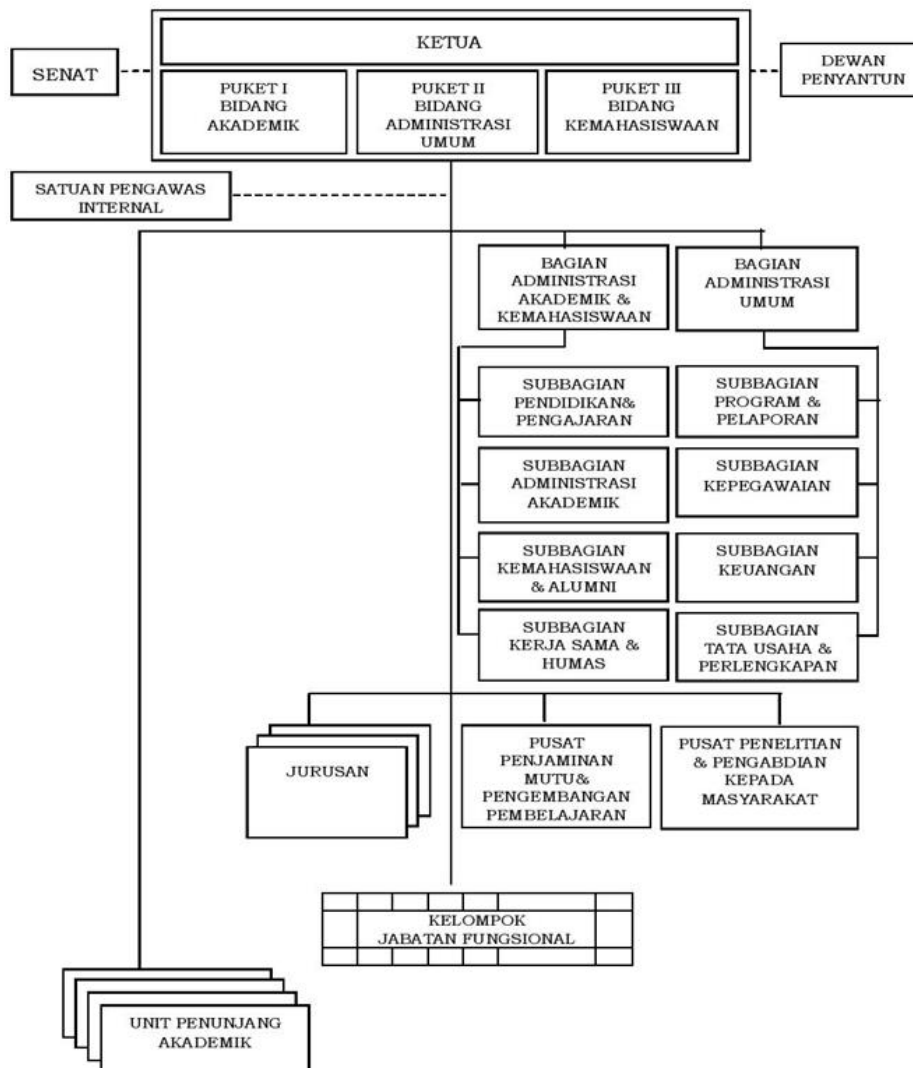 KETUA
SENAT
DEWAN
PENYANTUN
PUKET I
BIDANG
AKADEMIK
PUKET II
BIDANG
ADMINISTRASI
UMUM
PUKET III
BIDANG
KEMAHASISWAAN
SATUAN PENGAWAS
INTERNAL
BAGIAN
ADMINISTRASI
AKADEMIK &
KEMAHASISWAAN
BAGIAN
ADMINISTRASI
UMUM
SUBBAGIAN
PENDIDIKAN&
PENGAJARAN
SUBBAGIAN
PROGRAM &
PELAPORAN
SUBBAGIAN
ADMINISTRASI
AKADEMIK
SUBBAGIAN
KEPEGAWAIAN
SUBBAGIAN
KEMAHASISWAAN
& ALUMNI
SUBBAGIAN
KEUANGAN
SUBBAGIAN
KERJA SAMA &
HUMAS
SUBBAGIAN
TATA USAHA &
PERLENGKAPAN
JURUSAN
PUSAT
PENJAMINAN
MUTU&
PENGEMBANGAN
PEMBELAJARAN
PUSAT PENELITIAN
& PENGABDIAN
KEPADA
MASYARAKAT
KELOMPOK
JABATAN FUNGSIONAL
UNIT PENUNJANG
AKADEMIK